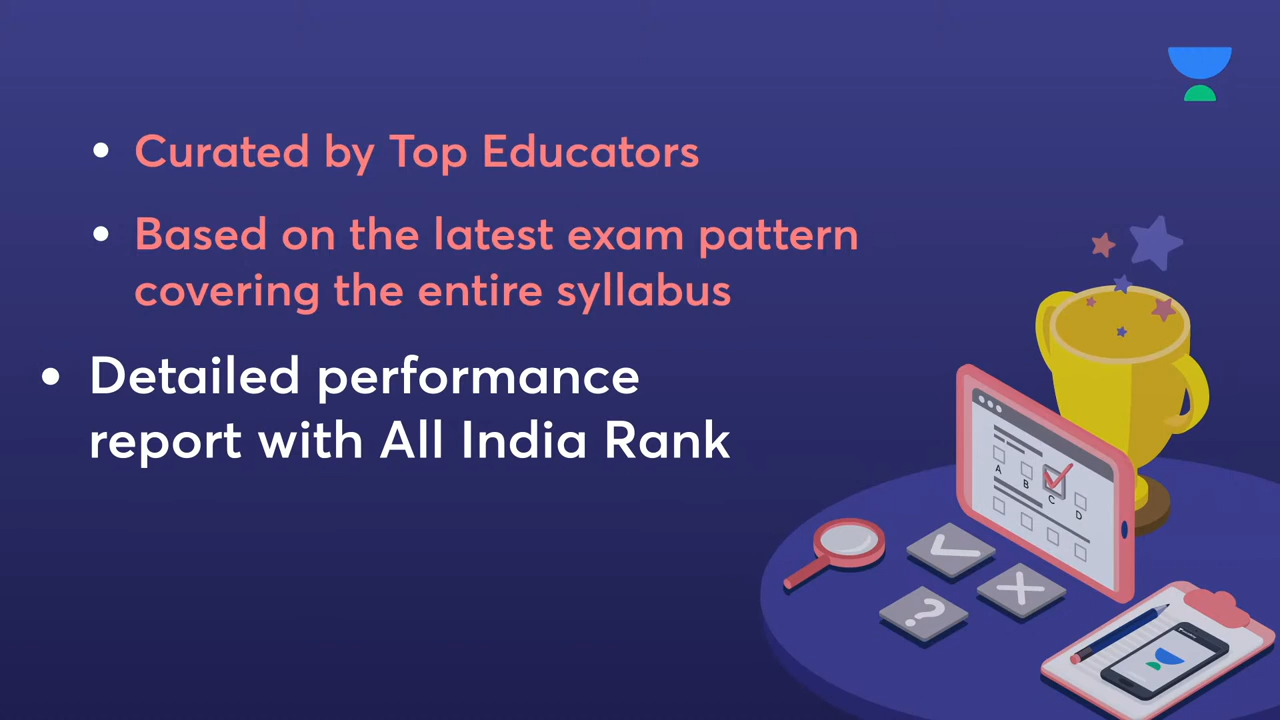 Curated by Top Educators
Based on the latest exam pattern
covering the entire syllabus
Detailed performance
report with All India Rank
A
B
C
D
?